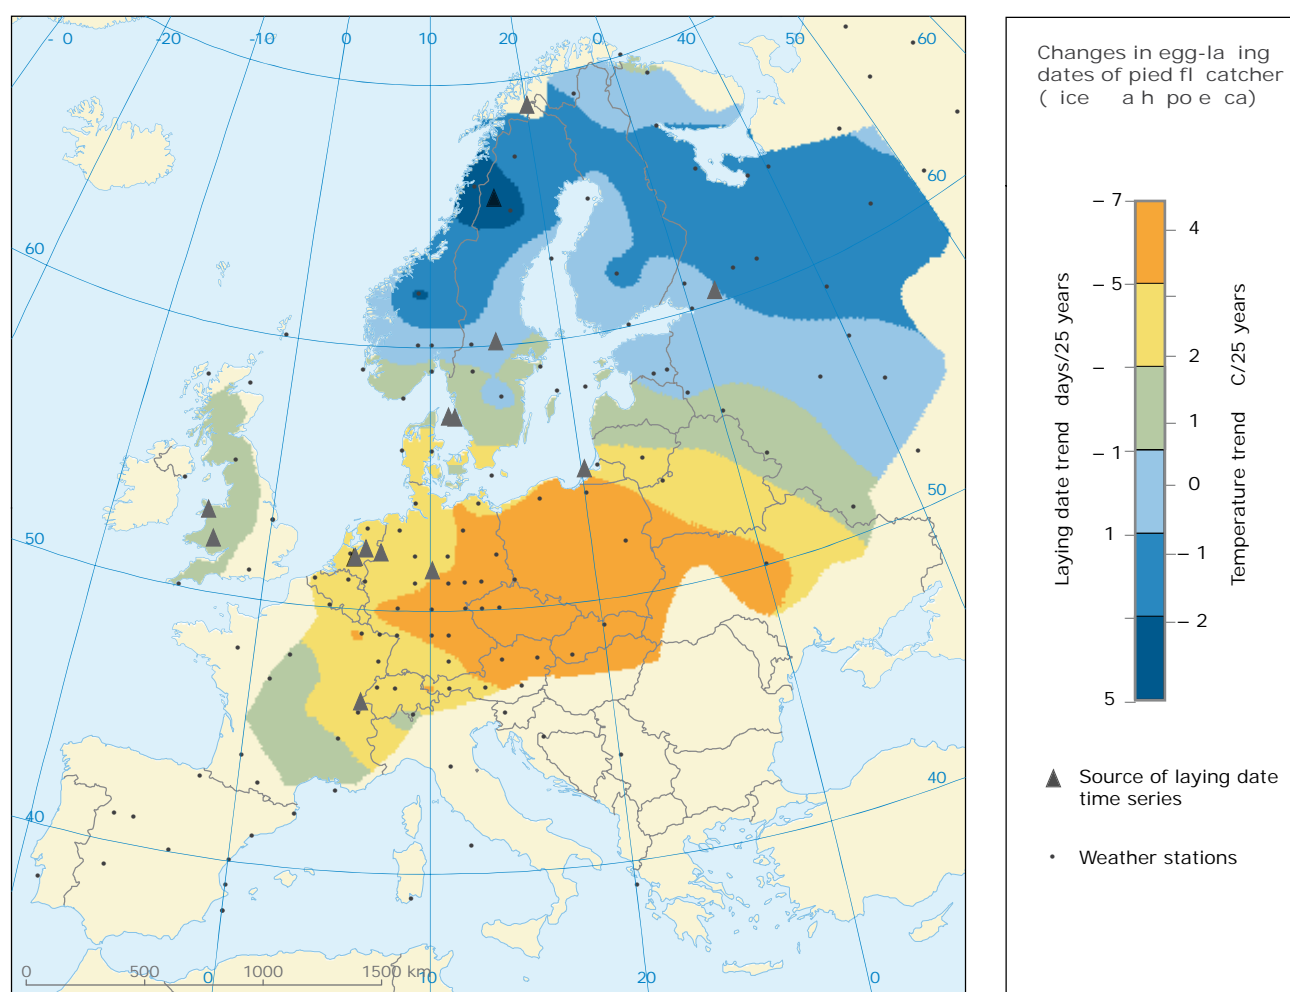 - 0 -20 -10 0 10 20 0 40 50 60
60
60
50
50
40
40
0 10 20 0
0 500 1000 1500 km
Changes in egg-la ing
dates of pied fl catcher
( ice a h po e ca)
Laying date trend days/25 years
Temperature trend C/25 years
– 7
4
– 5
2
–
1
– 1
0
1
– 1
– 2
5
Source of laying date
time series
Weather stations